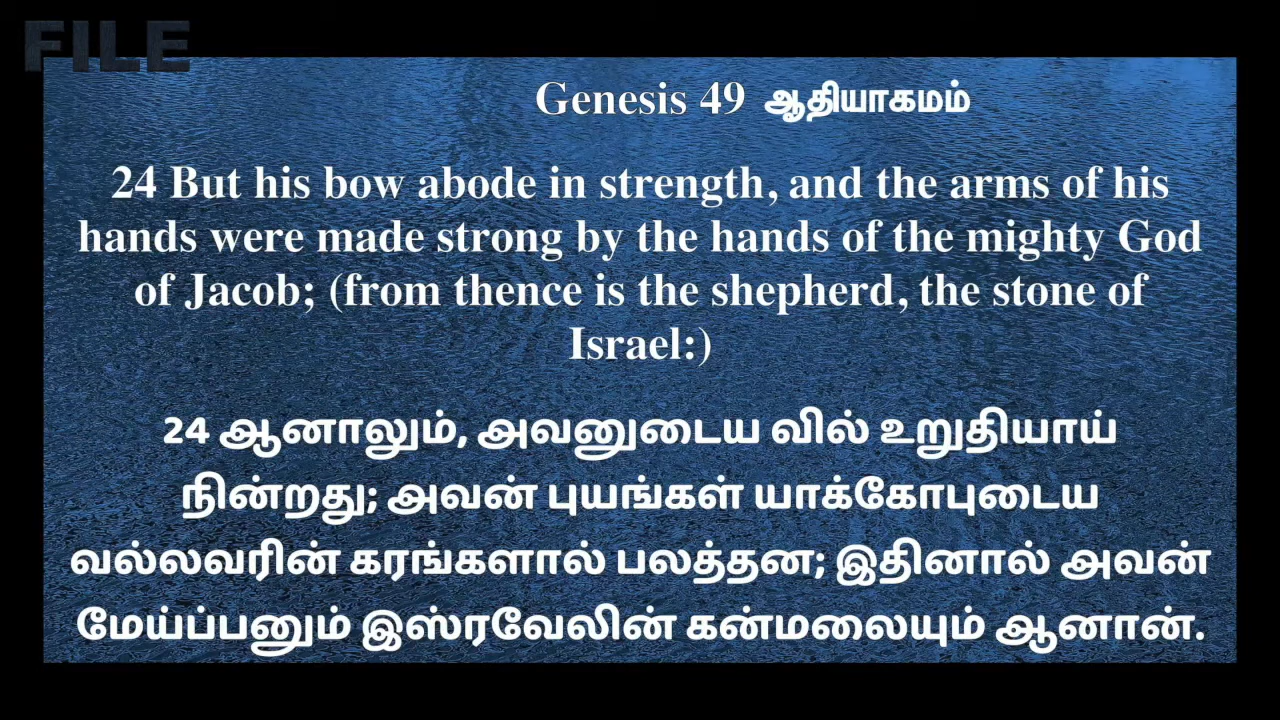 FILE
Genesis 49 ஆதியாகமம்
24 But his bow abode in strength, and the arms of his
hands were made strong by the hands of the mighty God
of Jacob; (from thence is the shepherd, the stone of
Israel:)
24 ஆனாலும், அவனுடைய வில் உறுதியாய்
நின்றது; அவன் புயங்கள் யாக்கோபுடைய
வல்லவரின் கரங்களால் பலத்தன; இதினால் அவன்
மேய்ப்பனும் இஸ்ரவேலின் கன்மலையும் ஆனான்.